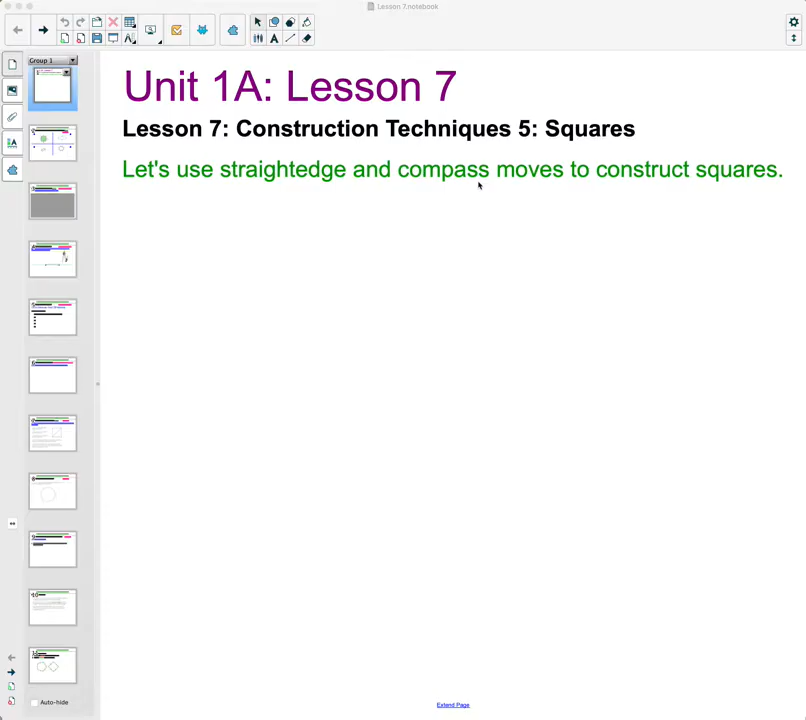 Lesson 7.notebook
Group 1
Unit 1A: Lesson 7
Lesson 7: Construction Techniques 5: Squares
Let's use straightedge and compass moves to construct squares.
Auto-hide
Extend Page